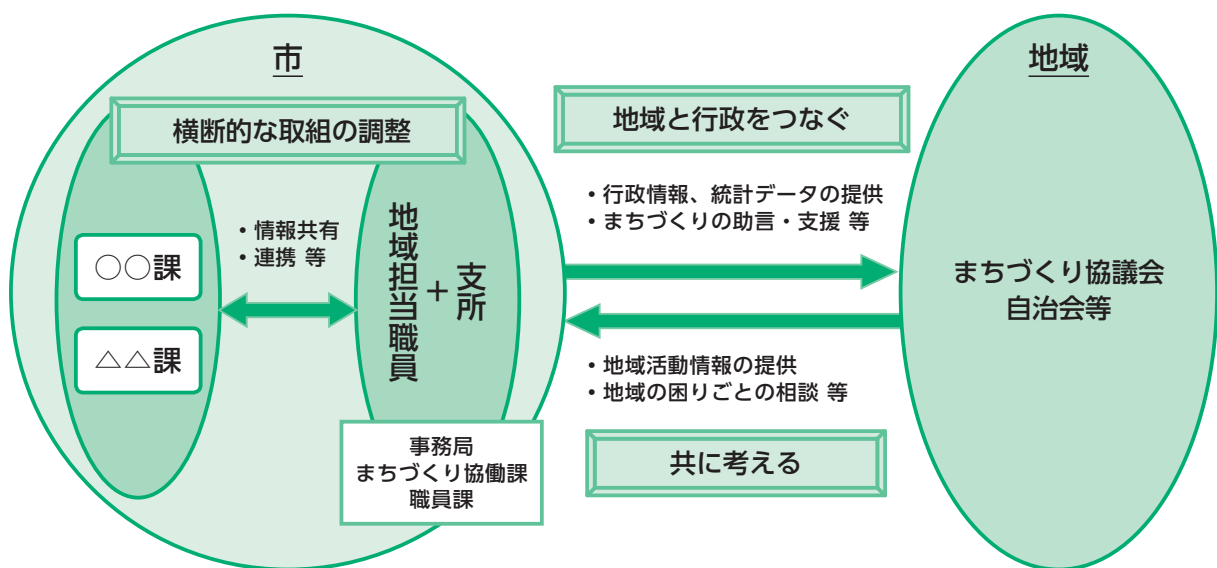 市
横断的な取組の調整
○○課
△△課
・情報共有
・連携 等
地域担当職員
＋
支所
事務局
まちづくり協働課
職員課
地域と行政をつなぐ
・行政情報、統計データの提供
・まちづくりの助言・支援 等
・地域活動情報の提供
・地域の困りごとの相談 等
共に考える
地域
まちづくり協議会
自治会等